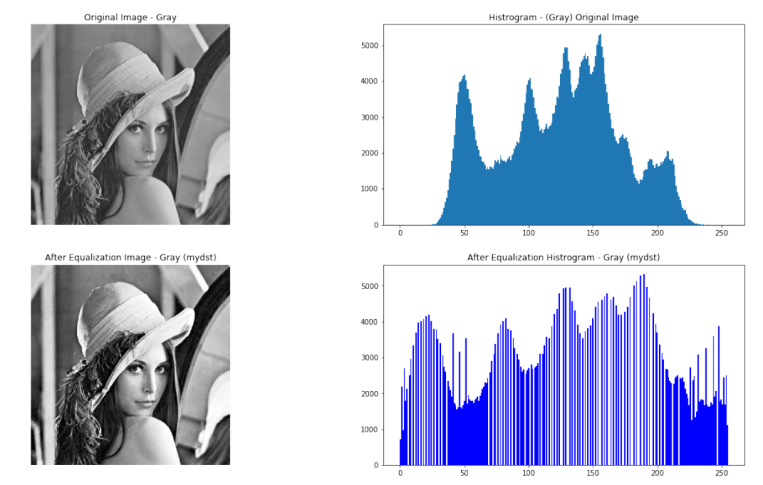 Original Image - Gray
Histrogram - (Gray) Original Image
5000
4000
3000
2000
1000
0
0 50 100 150 200 250
After Equalization Image - Gray (mydst)
After Equalization Histrogram - Gray (mydst)
5000
4000
3000
2000
1000
0
0 50 100 150 200 250